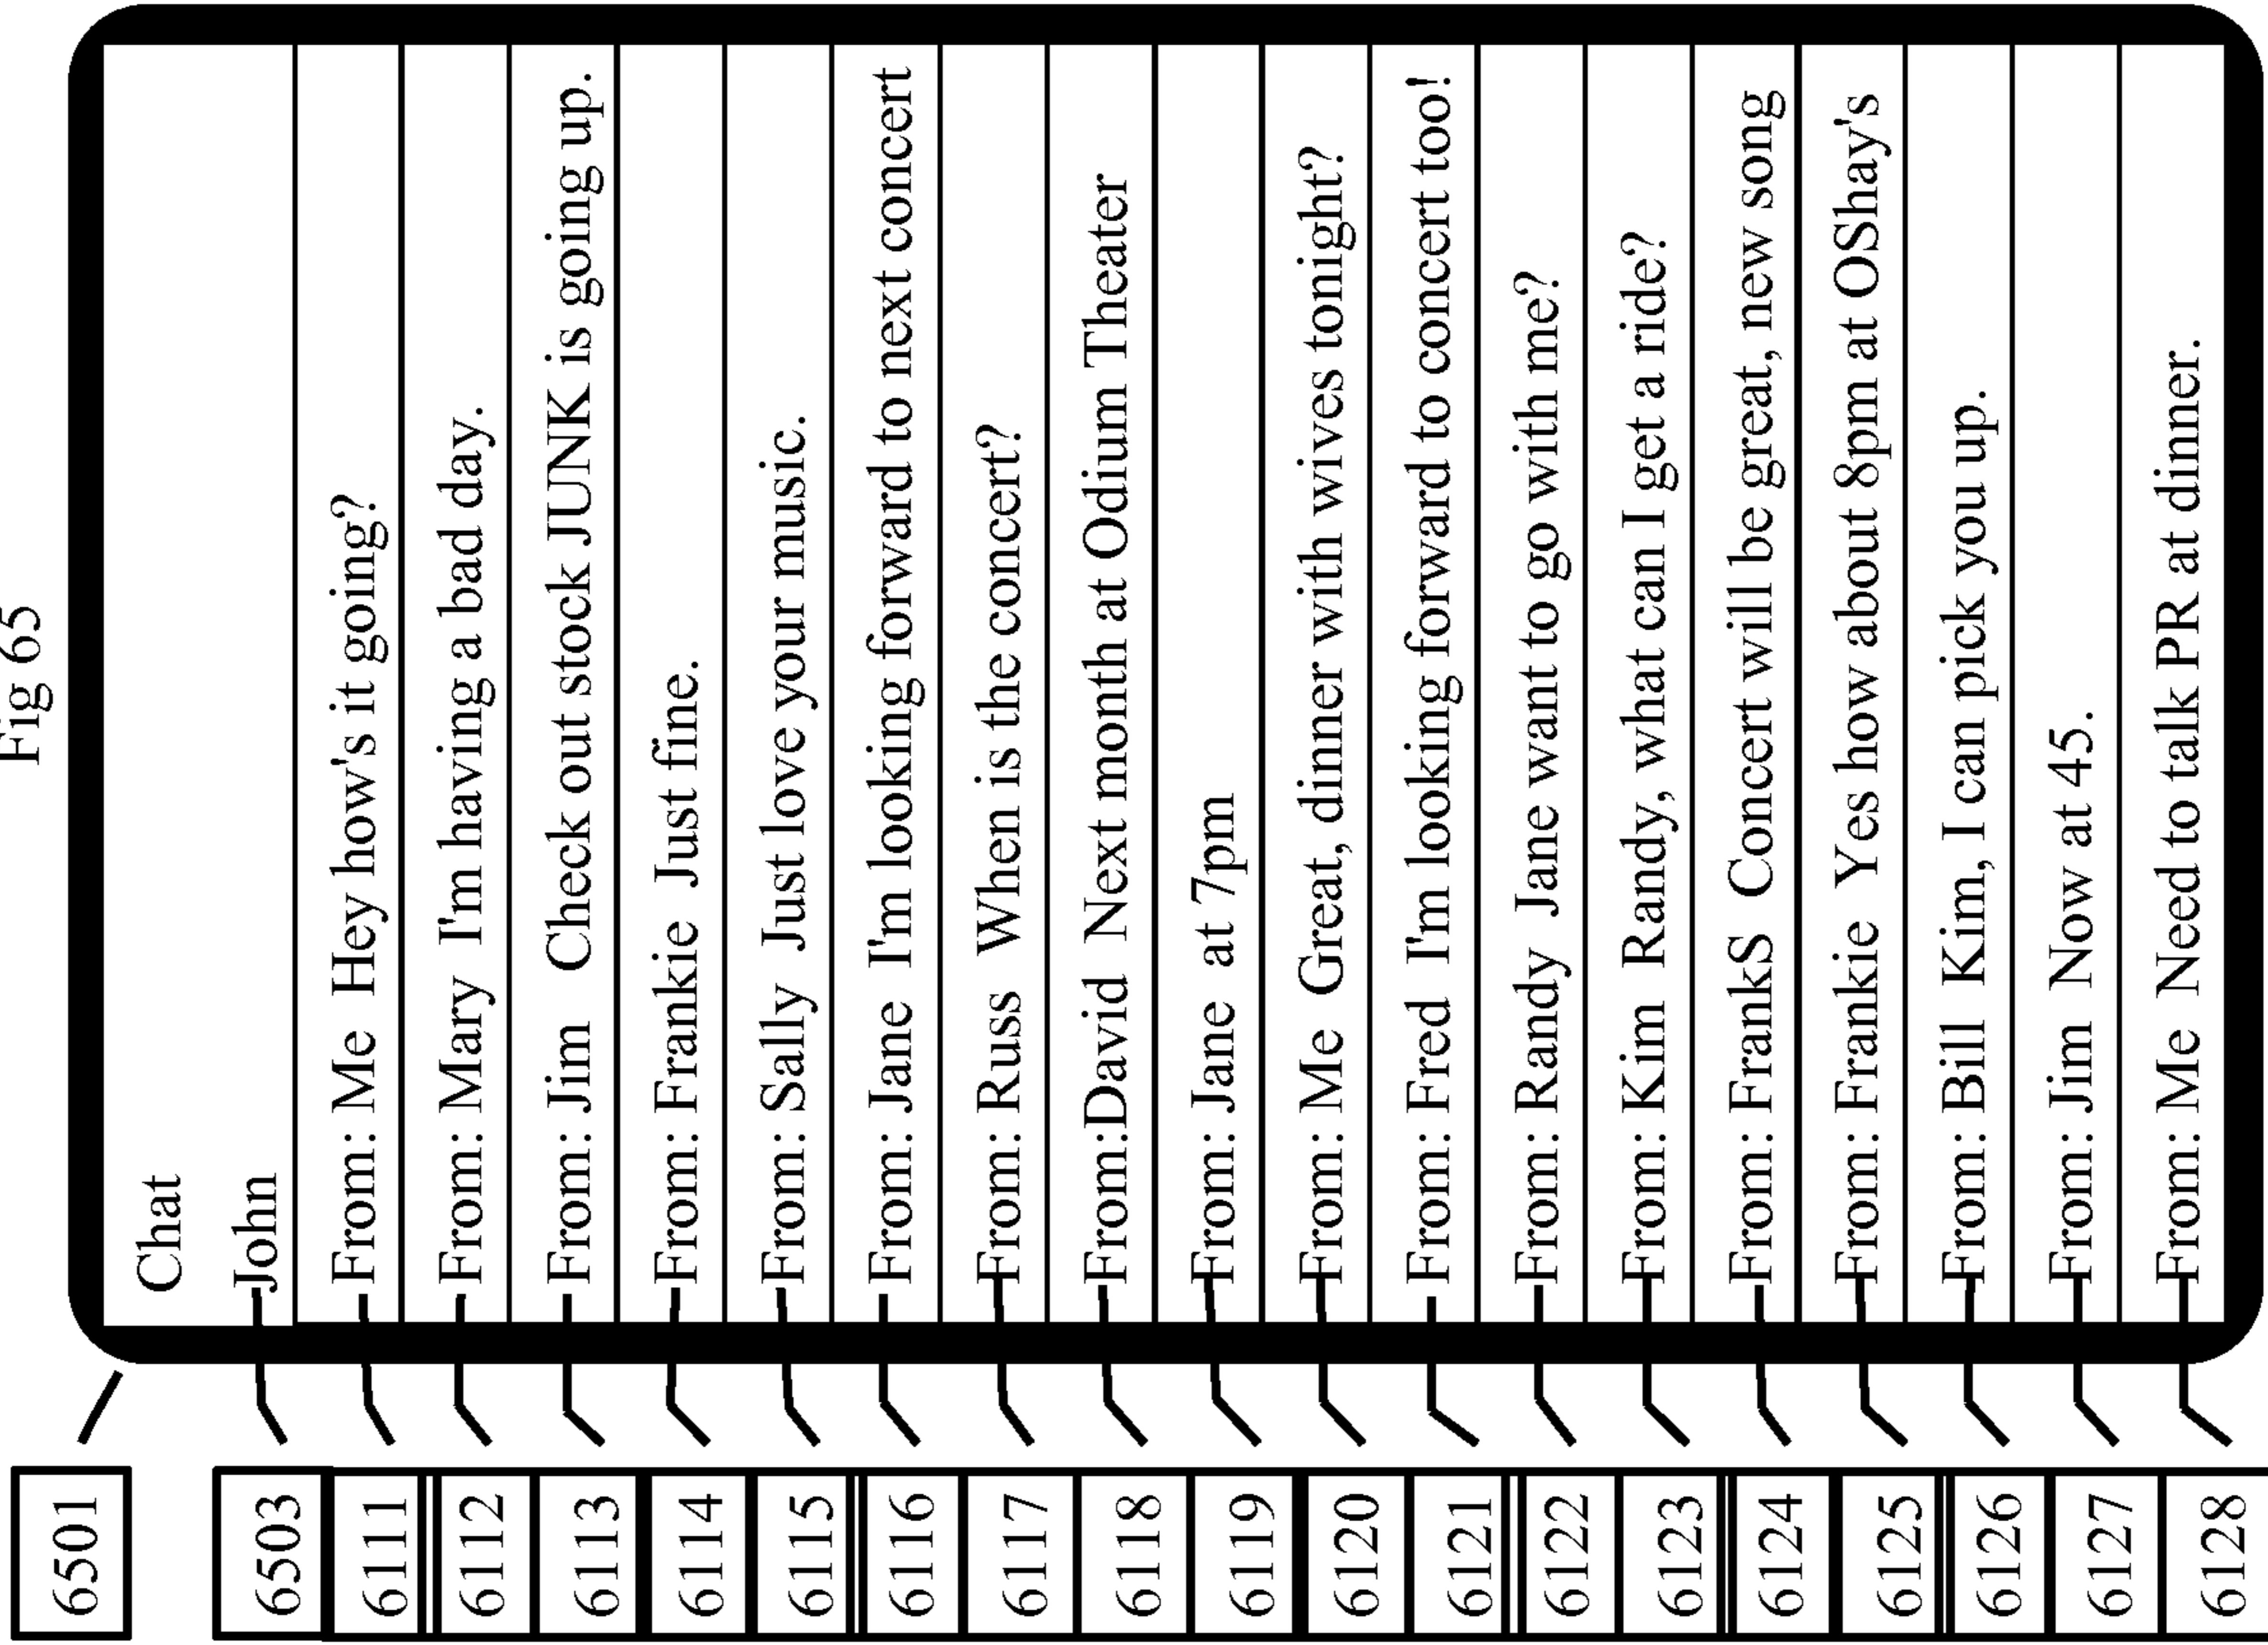 Fig 65
6501
Chat
6503 John
6111 From: Me Hey how's it going?
6112 From: Mary I'm having a bad day.
6113 From: Jim Check out stock JUNK is going up.
6114 From: Frankie Just fine.
6115 From: Sally Just love your music.
6116 From: Jane I'm looking forward to next concert
6117 From: Russ When is the concert?
6118 From:David Next month at Odium Theater
6119 From: Jane at 7pm
6120 From: Me Great, dinner with wives tonight?
6121 From: Fred I'm looking forward to concert too!
6122 From: Randy Jane want to go with me?
6123 From: Kim Randy, what can I get a ride?
6124 From: FrankS Concert will be great, new song
6125 From: Frankie Yes how about 8pm at OShay's
6126 From: Bill Kim, I can pick you up.
6127 From: Jim Now at 45.
6128 From: Me Need to talk PR at dinner.